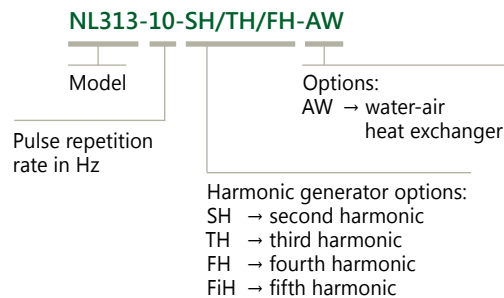 NL313-10-SH/TH/FH-AW
Model
Options:
AW → water-air
heat exchanger
Pulse repetition
rate in Hz
Harmonic generator options:
SH → second harmonic
TH → third harmonic
FH → fourth harmonic
FiH → fifth harmonic